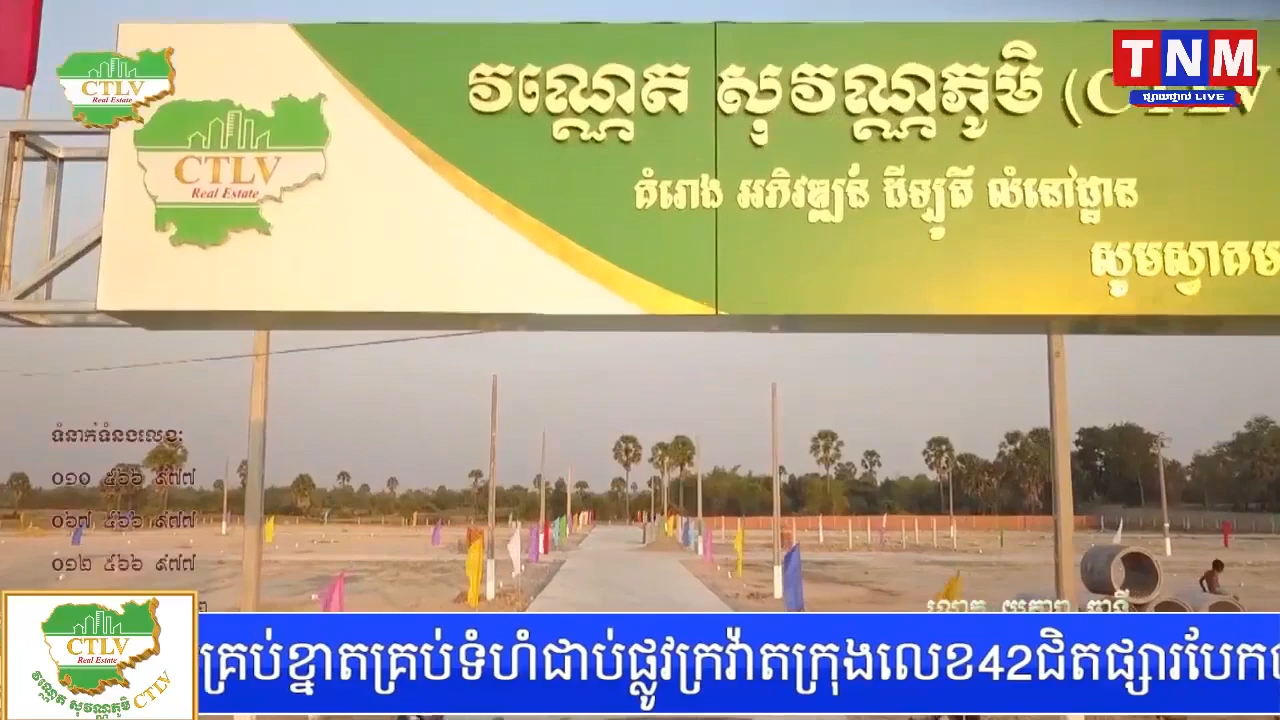 CTLV
Real Estate
CTLV
Real Estate
វណ្ណេត សុវណ្ណភូមិ (CTLV
គំរោង អភិវឌ្ឍន៍ ដីឡូតិ៍ លំនៅដ្ឋាន
សូមស្វាគម
TNM
ផ្សាយផ្ទាល់ LIVE
ទំនាក់ទំនងលេខ:
០១០ ៥៦៦ ៩៧៧
០៦៧ ៥៦៦ ៩៧៧
០១២ ៥៦៦ ៩៧៧
CTLV
Real Estate
វណ្ណេត សុវណ្ណភូមិ CTLV
គ្រប់ខ្នាតគ្រប់ទំហំជាប់ផ្លូវក្រវ៉ាតក្រុងលេខ42ជិតផ្សារបែក